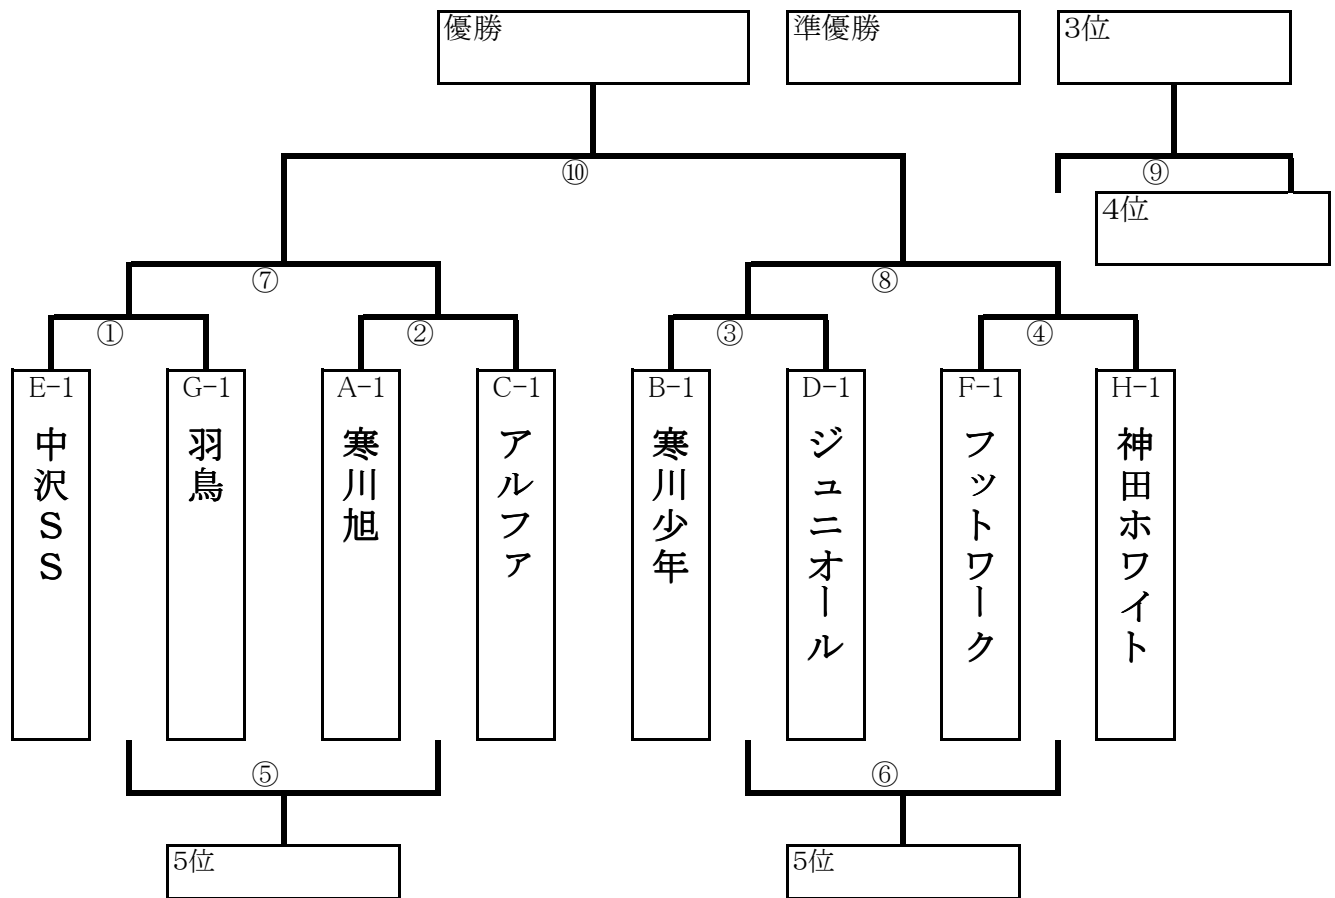 優勝
準優勝
3位
⑩
⑨
4位
⑦
⑧
①
②
③
④
E-1
G-1
A-1
C-1
B-1
D-1
F-1
H-1
中沢SS
羽鳥
寒川旭
アルファ
寒川少年
ジュニオール
フットワーク
神田ホワイト
⑤
⑥
5位
5位